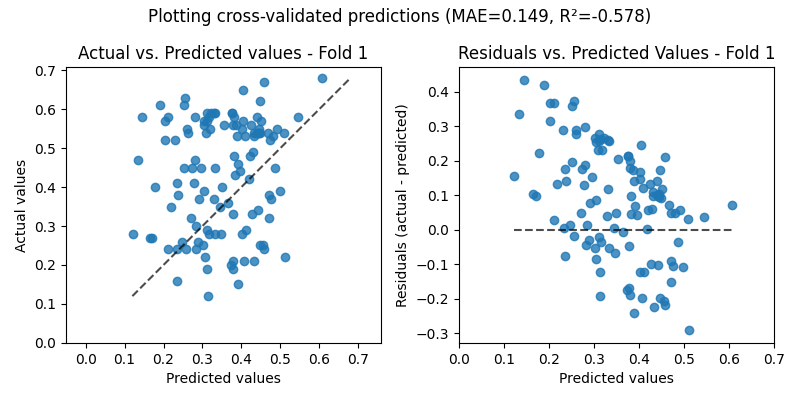 Plotting cross-validated predictions (MAE=0.149, R²=-0.578)
Actual vs. Predicted values - Fold 1
Actual values
0.7
0.6
0.5
0.4
0.3
0.2
0.1
0.0
0.0 0.1 0.2 0.3 0.4 0.5 0.6 0.7
Predicted values
Residuals vs. Predicted Values - Fold 1
Residuals (actual - predicted)
0.4
0.3
0.2
0.1
0.0
−0.1
−0.2
−0.3
0.0 0.1 0.2 0.3 0.4 0.5 0.6 0.7
Predicted values